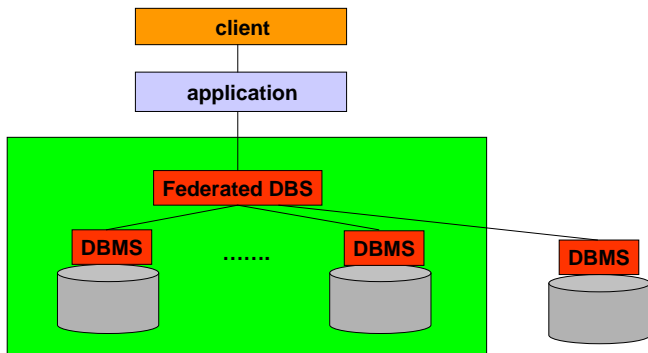 client
application
Federated DBS
DBMS
.......
DBMS
DBMS